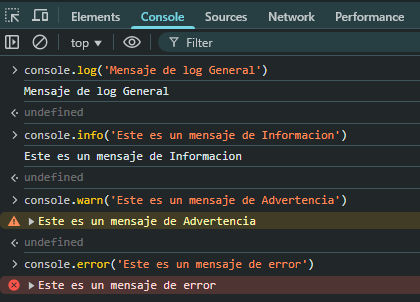 Elements Console Sources Network Performance
top Filter
console.log('Mensaje de log General')
Mensaje de log General
undefined
console.info('Este es un mensaje de Informacion')
Este es un mensaje de Informacion
undefined
console.warn('Este es un mensaje de Advertencia')
Este es un mensaje de Advertencia
undefined
console.error('Este es un mensaje de error')
Este es un mensaje de error